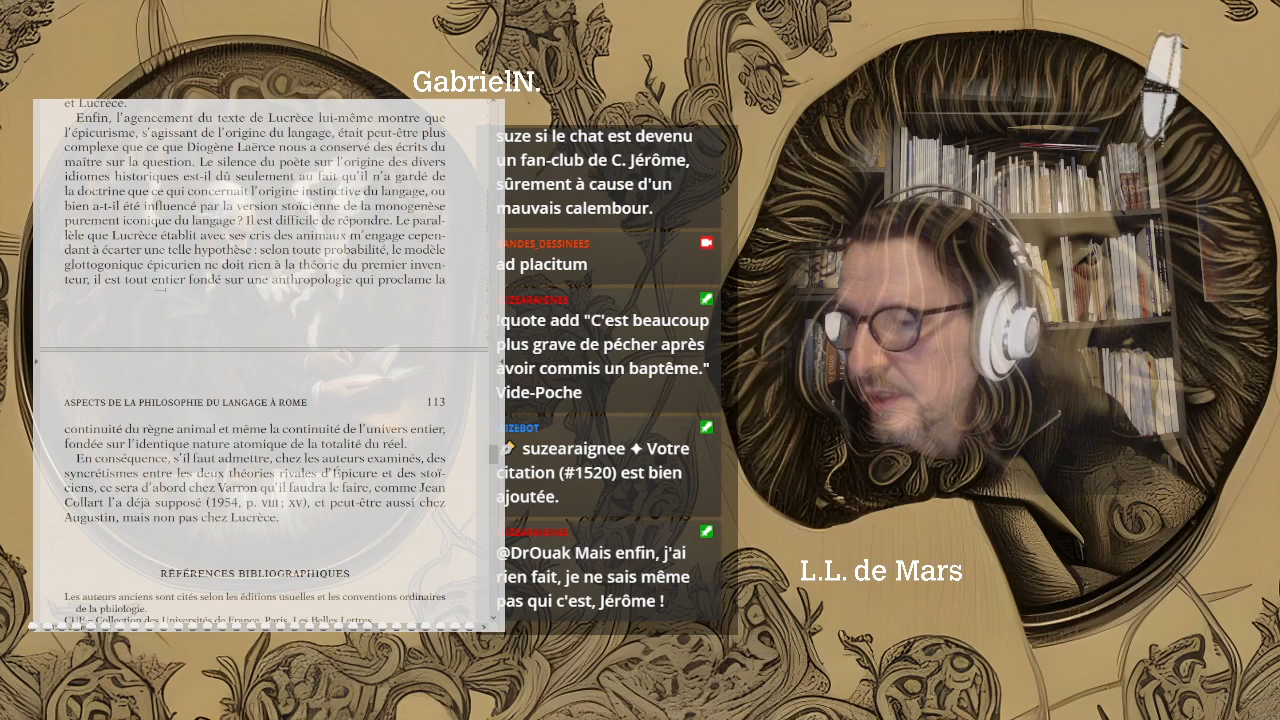 GabrielN.
et Lucrèce.
Enfin, l'agencement du texte de Lucrèce lui-même montre que
l'épicurisme, s'agissant de l'origine du langage, était peut-être plus
complexe que ce que Diogène Laërce nous a conservé des écrits du
maître sur la question. Le silence du poète sur l'origine des divers
idiomes historiques est-il dû seulement au fait qu'il n'a gardé de
la doctrine que ce qui concernait l'origine instinctive du langage, ou
bien a-t-il été influencé par la version stoïcienne de la monogenèse
purement iconique du langage ? Il est difficile de répondre. Le paral-
lèle que Lucrèce établit avec ses cris des animaux m'engage cepen-
dant à écarter une telle hypothèse : selon toute probabilité, le modèle
glottogonique épicurien ne doit rien à la théorie du premier inven-
teur, il est tout entier fondé sur une anthropologie qui proclame la
ASPECTS DE LA PHILOSOPHIE DU LANGAGE À ROME 113
continuité du règne animal et même la continuité de l'univers entier,
fondée sur l'identique nature atomique de la totalité du réel.
En conséquence, s'il faut admettre, chez les auteurs examinés, des
syncrétismes entre les deux théories rivales d'Épicure et des stoï-
ciens, ce sera d'abord chez Varron qu'il faudra le faire, comme Jean
Collart l'a déjà supposé (1954, p. VIII ; XV), et peut-être aussi chez
Augustin, mais non pas chez Lucrèce.
RÉFÉRENCES BIBLIOGRAPHIQUES
Les auteurs anciens sont cités selon les éditions usuelles et les conventions ordinaires
de la philologie.
CUF = Collection des Universités de France, Paris, Les Belles Lettres
suze si le chat est devenu
un fan-club de C. Jérôme,
sûrement à cause d'un
mauvais calembour.
BANDES_DESSINEES
ad placitum
SUZEARAIGNEE
!quote add "C'est beaucoup
plus grave de pécher après
avoir commis un baptême."
Vide-Poche
WIZEBOT
suzearaignee ✦ Votre
citation (#1520) est bien
ajoutée.
SUZEARAIGNEE
@DrOuak Mais enfin, j'ai
rien fait, je ne sais même
pas qui c'est, Jérôme !
L.L. de Mars